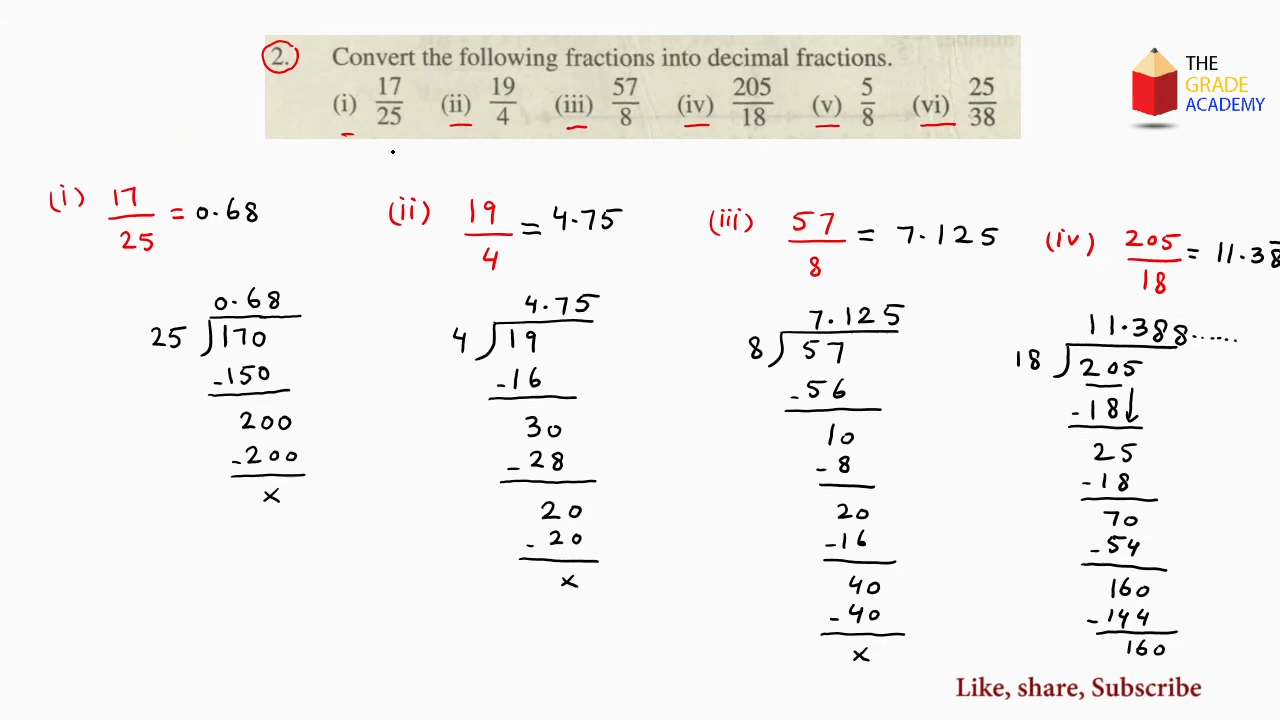 2. Convert the following fractions into decimal fractions.
(i) 17/25 (ii) 19/4 (iii) 57/8 (iv) 205/18 (v) 5/8 (vi) 25/38
THE
GRADE
ACADEMY
(i) 17/25 = 0.68
0.68
25 170
-150
200
-200
x
(ii) 19/4 = 4.75
4.75
4 19
-16
30
-28
20
-20
x
(iii) 57/8 = 7.125
7.125
8 57
-56
10
-8
20
-16
40
-40
x
(iv) 205/18 = 11.38
11.388......
18 205
-18↓
25
-18
70
-54
160
-144
160
Like, share, Subscribe